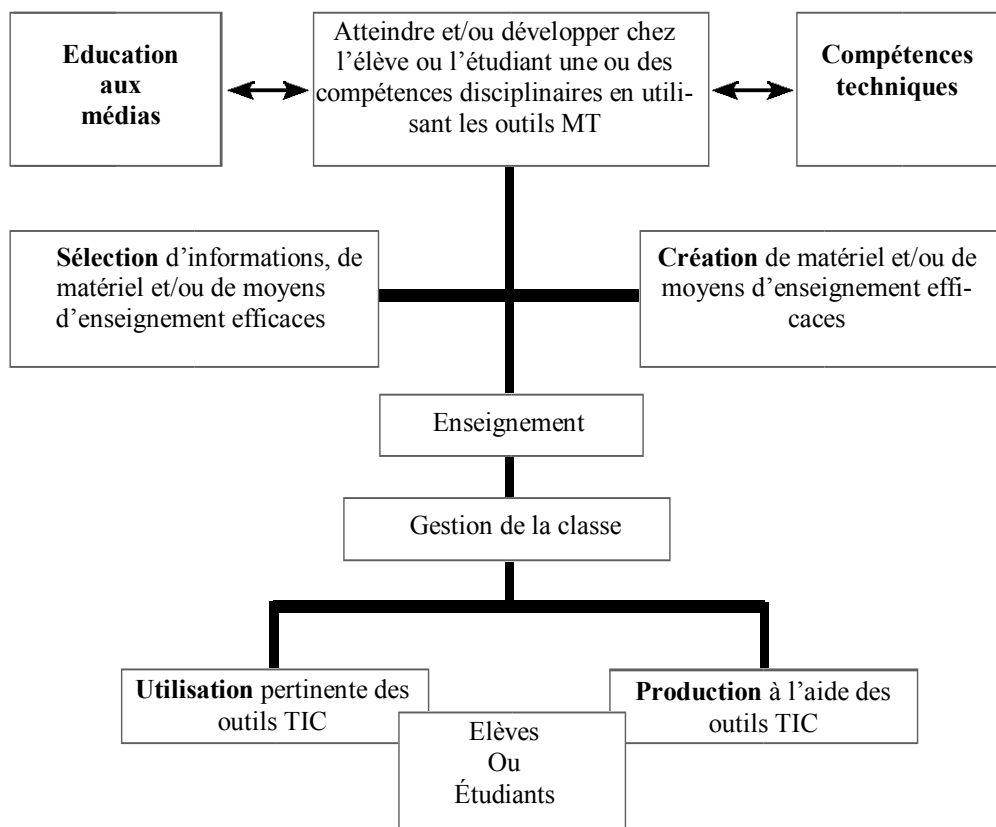 Education
aux
médias
Atteindre et/ou développer chez
l'élève ou l'étudiant une ou des
compétences disciplinaires en utili-
sant les outils MT
Compétences
techniques
Sélection d'informations, de
matériel et/ou de moyens
d'enseignement efficaces
Création de matériel et/ou de
moyens d'enseignement effi-
caces
Enseignement
Gestion de la classe
Utilisation pertinente des
outils TIC
Production à l'aide des
outils TIC
Elèves
Ou
Étudiants